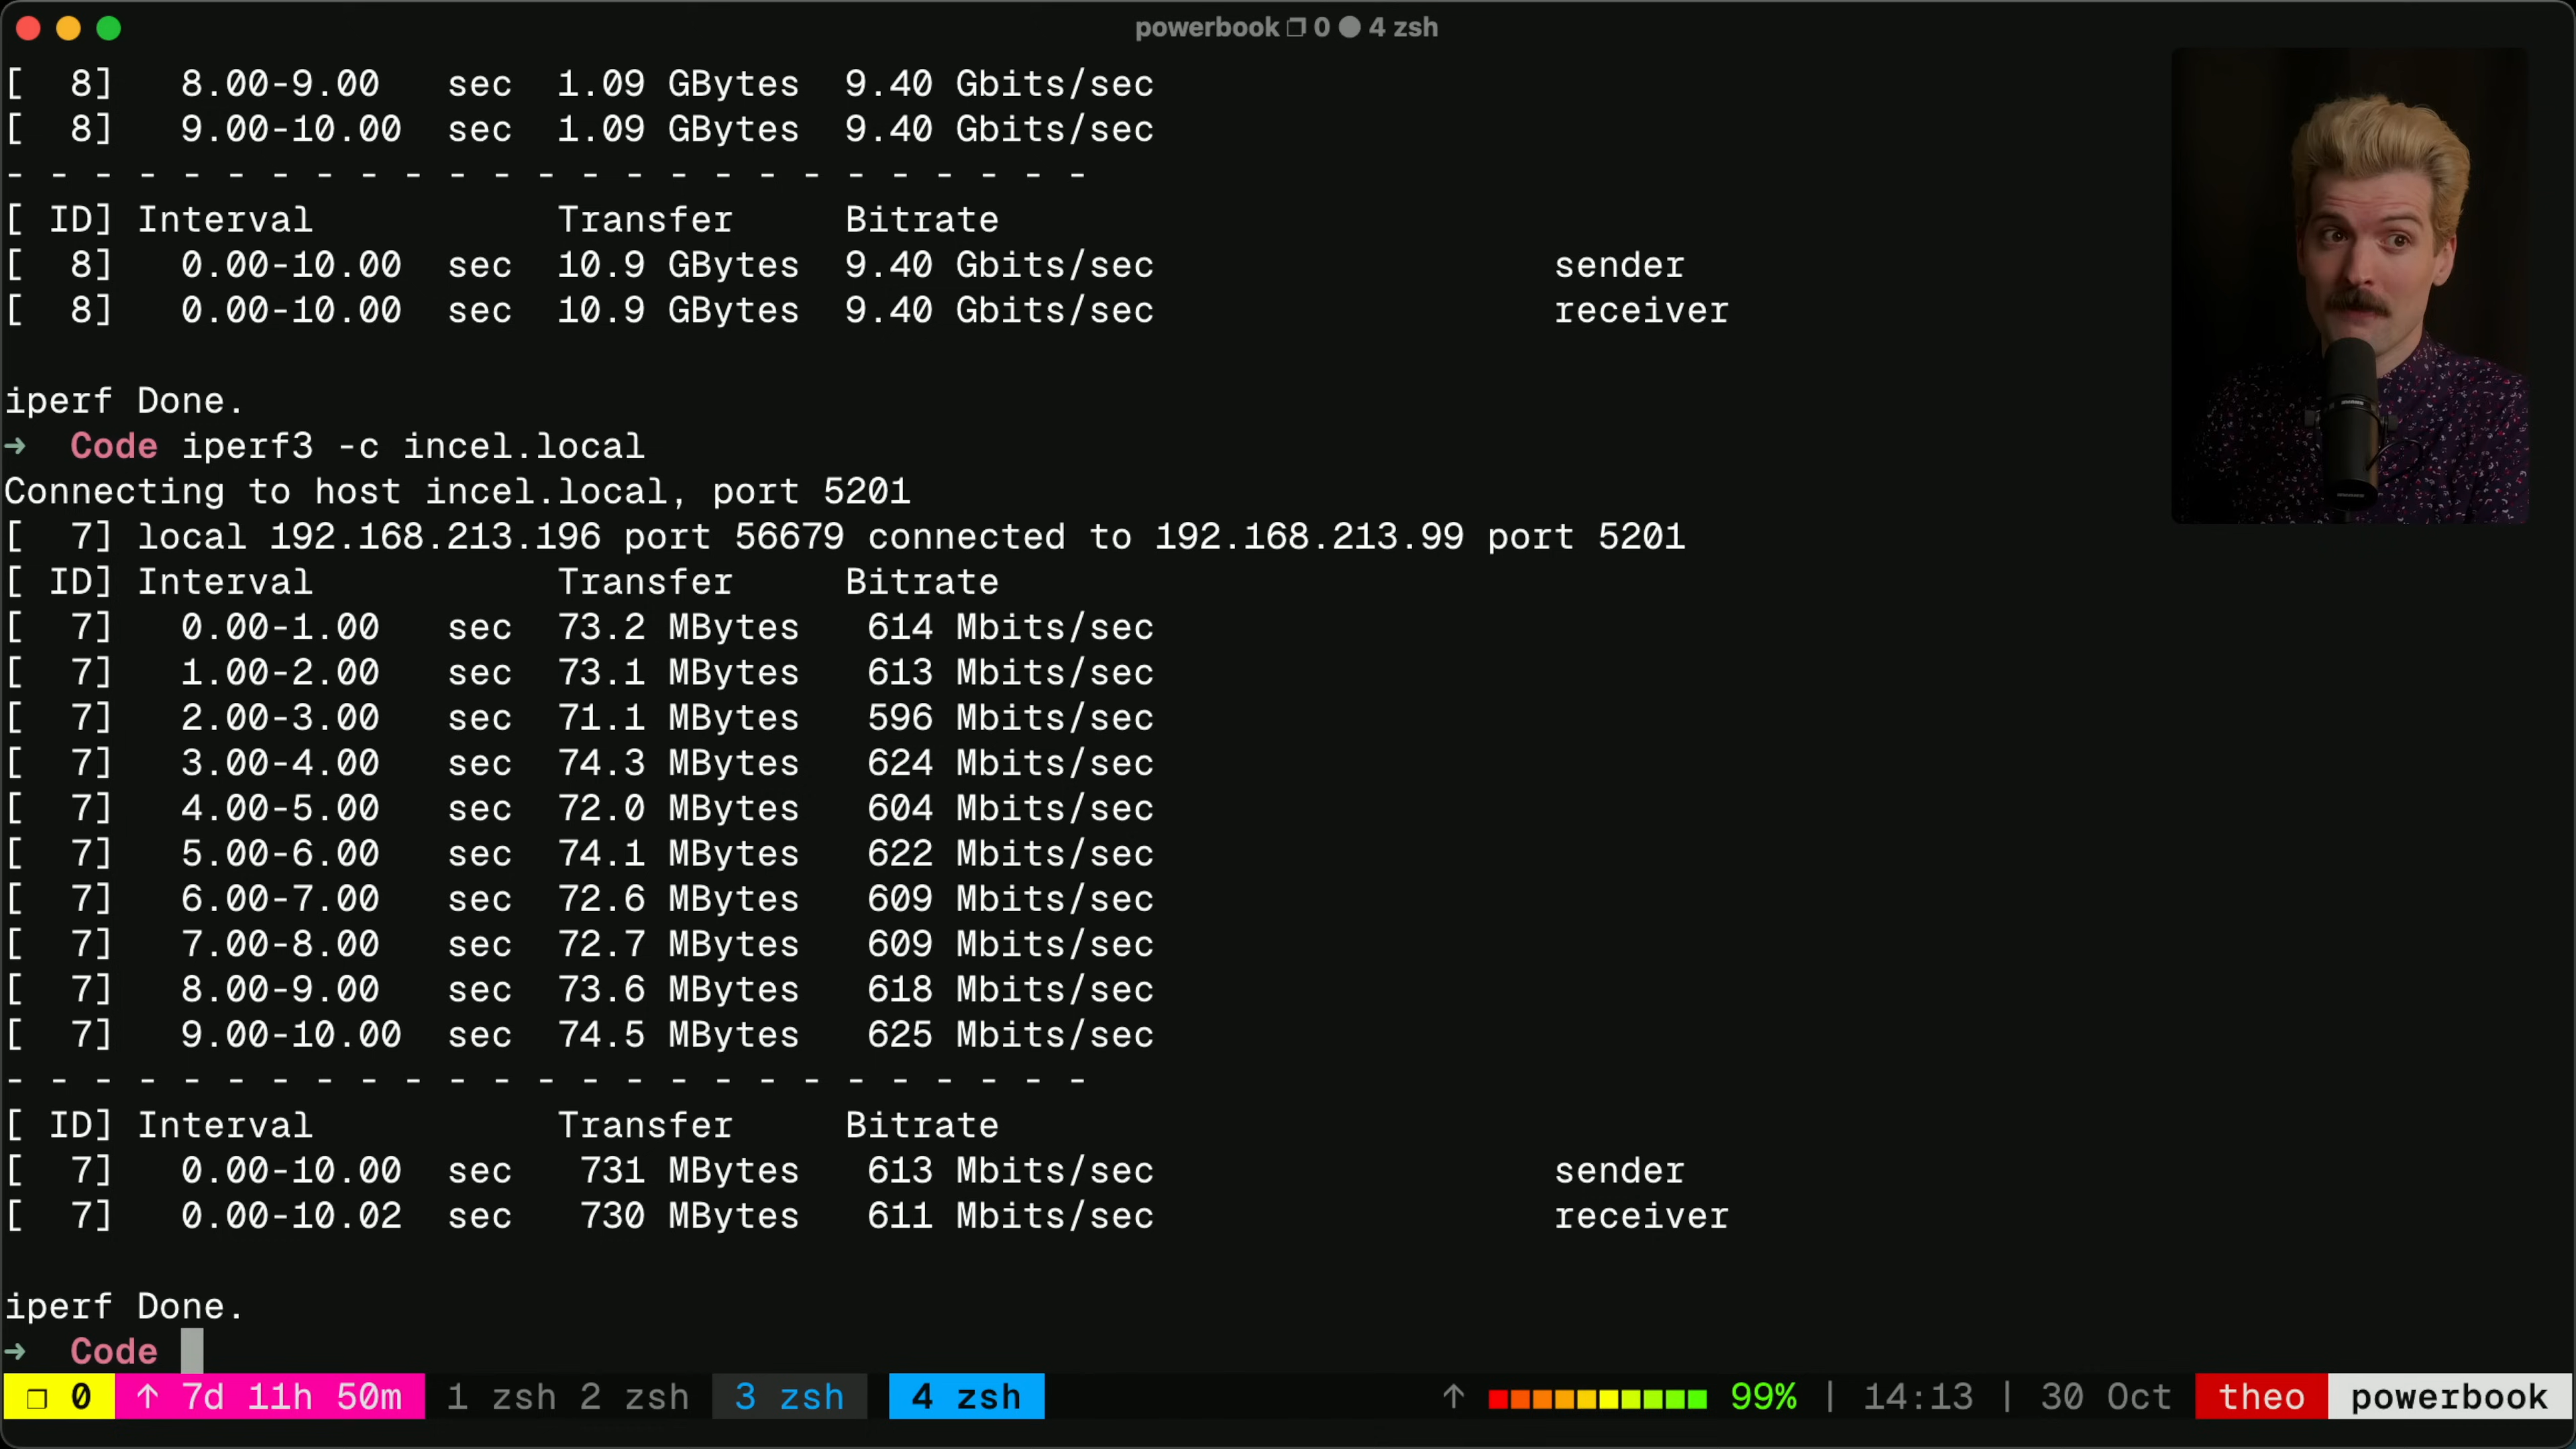 powerbook ❐ 0 ● 4 zsh
[  8]   8.00-9.00   sec  1.09 GBytes  9.40 Gbits/sec
[  8]   9.00-10.00  sec  1.09 GBytes  9.40 Gbits/sec
- - - - - - - - - - - - - - - - - - - - - - - - -
[ ID] Interval           Transfer     Bitrate
[  8]   0.00-10.00  sec  10.9 GBytes  9.40 Gbits/sec                  sender
[  8]   0.00-10.00  sec  10.9 GBytes  9.40 Gbits/sec                  receiver
iperf Done.
→  Code iperf3 -c incel.local
Connecting to host incel.local, port 5201
[  7] local 192.168.213.196 port 56679 connected to 192.168.213.99 port 5201
[ ID] Interval           Transfer     Bitrate
[  7]   0.00-1.00   sec  73.2 MBytes   614 Mbits/sec
[  7]   1.00-2.00   sec  73.1 MBytes   613 Mbits/sec
[  7]   2.00-3.00   sec  71.1 MBytes   596 Mbits/sec
[  7]   3.00-4.00   sec  74.3 MBytes   624 Mbits/sec
[  7]   4.00-5.00   sec  72.0 MBytes   604 Mbits/sec
[  7]   5.00-6.00   sec  74.1 MBytes   622 Mbits/sec
[  7]   6.00-7.00   sec  72.6 MBytes   609 Mbits/sec
[  7]   7.00-8.00   sec  72.7 MBytes   609 Mbits/sec
[  7]   8.00-9.00   sec  73.6 MBytes   618 Mbits/sec
[  7]   9.00-10.00  sec  74.5 MBytes   625 Mbits/sec
- - - - - - - - - - - - - - - - - - - - - - - - -
[ ID] Interval           Transfer     Bitrate
[  7]   0.00-10.00  sec   731 MBytes   613 Mbits/sec                  sender
[  7]   0.00-10.02  sec   730 MBytes   611 Mbits/sec                  receiver
iperf Done.
→  Code
❐ 0 ↑ 7d 11h 50m 1 zsh 2 zsh 3 zsh 4 zsh ↑ 99% | 14:13 | 30 Oct theo powerbook